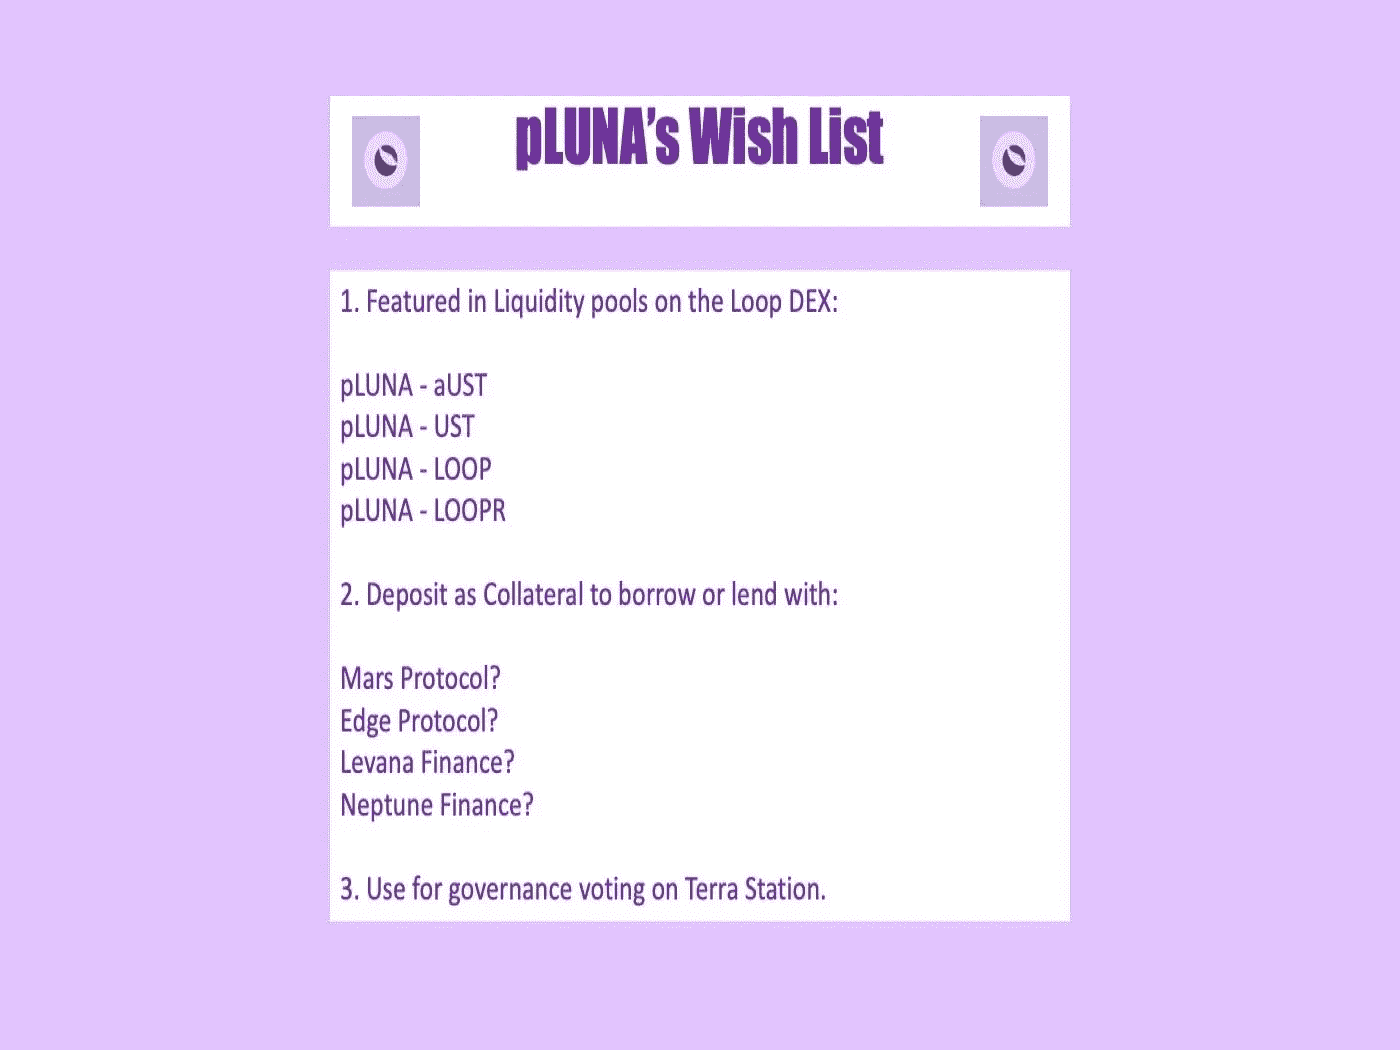 pLUNA's Wish List
1. Featured in Liquidity pools on the Loop DEX:
pLUNA - aUST
pLUNA - UST
pLUNA - LOOP
pLUNA - LOOPR
2. Deposit as Collateral to borrow or lend with:
Mars Protocol?
Edge Protocol?
Levana Finance?
Neptune Finance?
3. Use for governance voting on Terra Station.